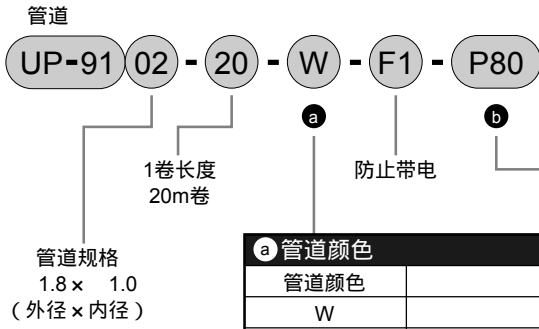 管道
UP-91 02 - 20 - W - F1 - P80
a
b
1卷长度
20m卷
防止带电
管道规格
1.8 × 1.0
（外径×内径）
a 管道颜色
管道颜色
W